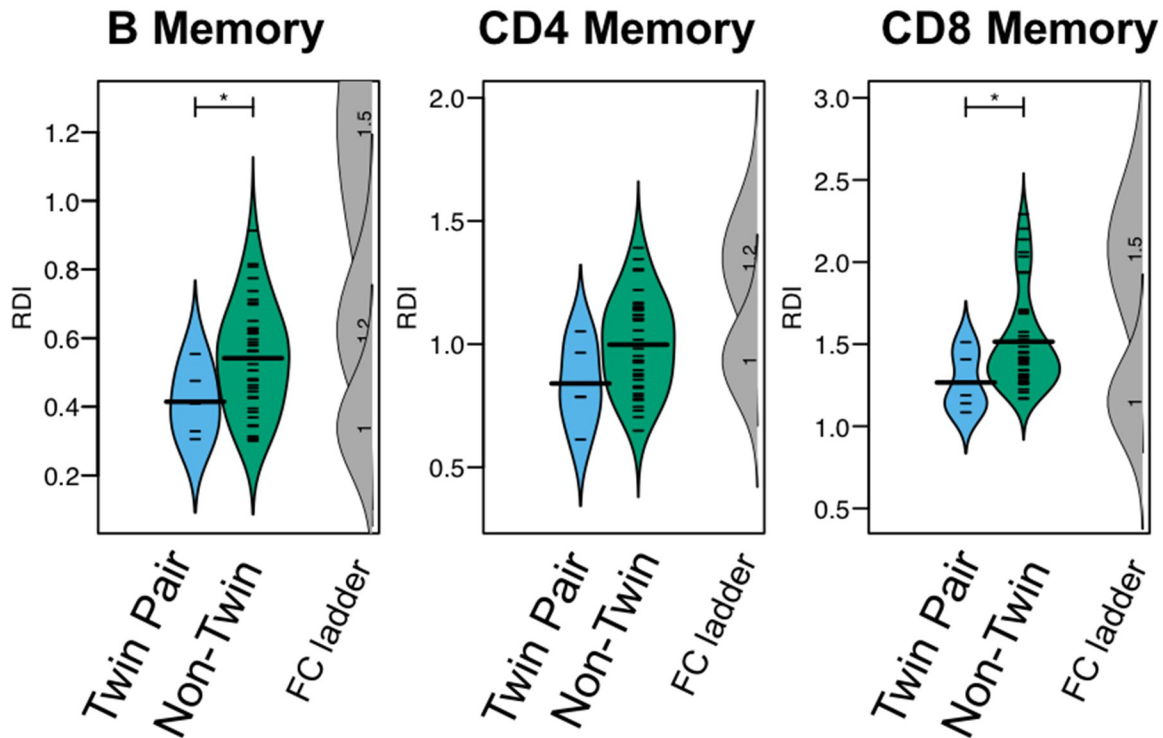 B Memory
CD4 Memory
CD8 Memory
RDI
1.2
1.0
0.8
0.6
0.4
0.2
*
1.5
1.2
1
Twin Pair
Non-Twin
FC ladder
RDI
2.0
1.5
1.0
0.5
1.2
1
Twin Pair
Non-Twin
FC ladder
RDI
3.0
2.5
2.0
1.5
1.0
0.5
*
1.5
1
Twin Pair
Non-Twin
FC ladder